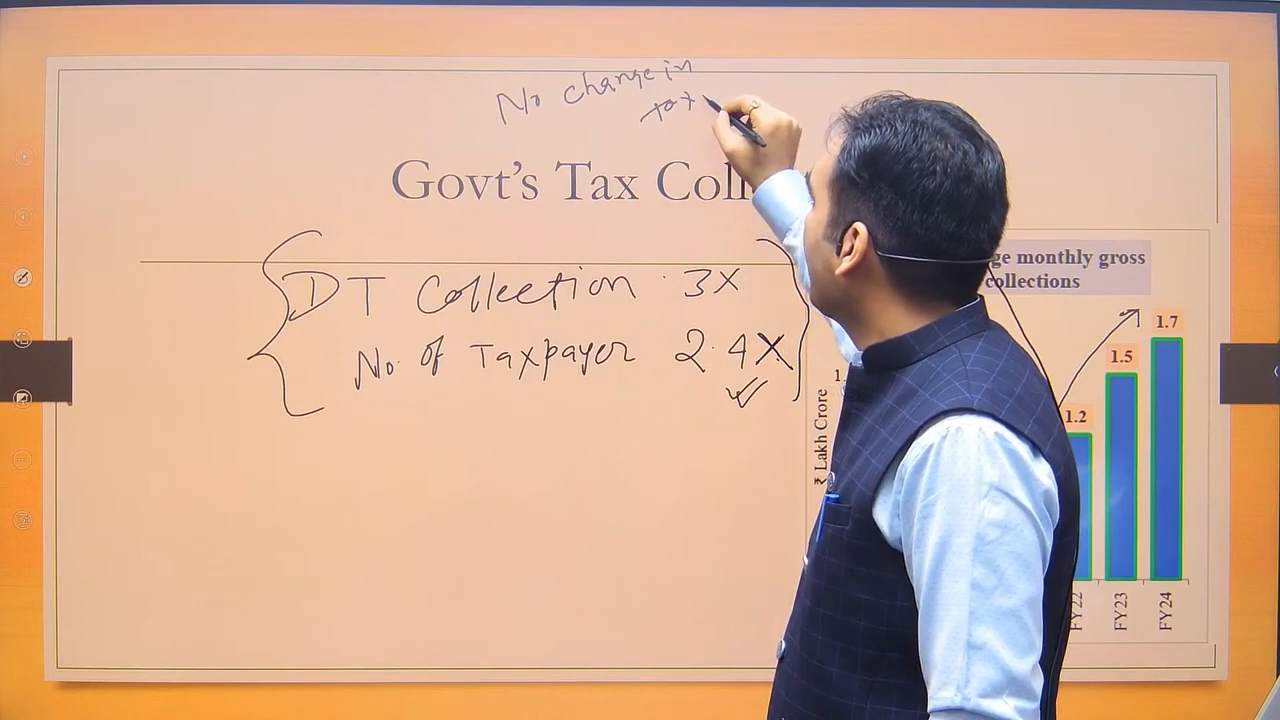 No change in
tax
Govt's Tax Coll
DT Collection 3X
No. of Taxpayer 2.4X
ge monthly gross
collections
₹ Lakh Crore
1.
1.2
1.5
1.7
FY22
FY23
FY24